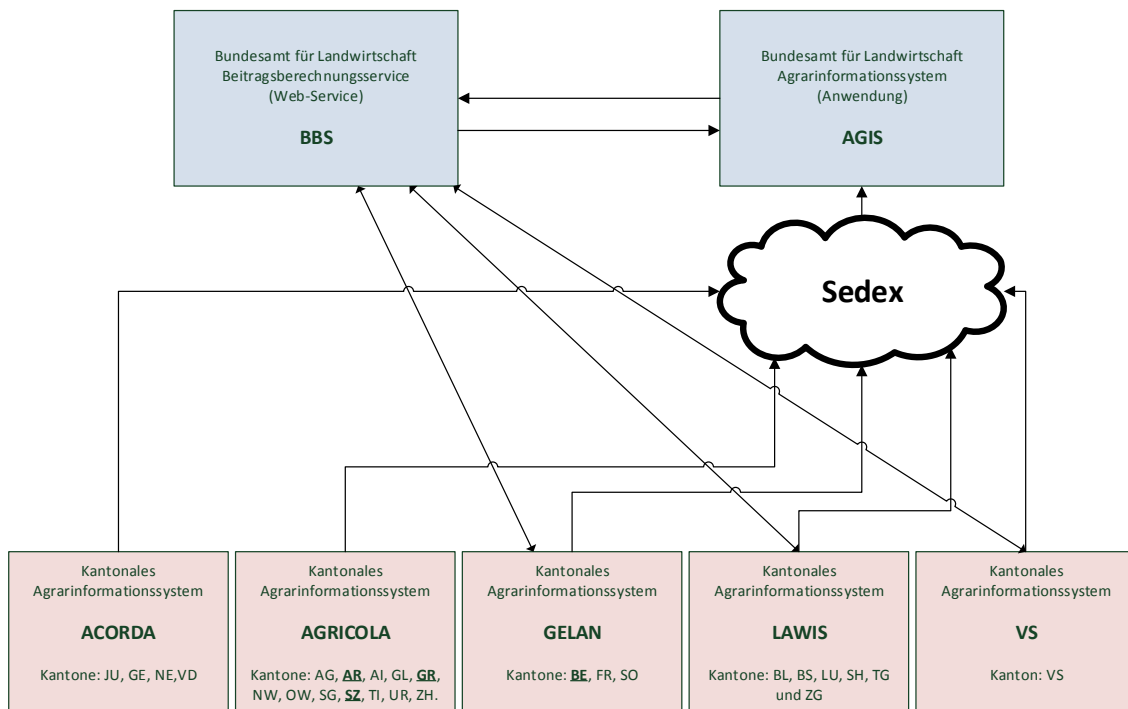 Bundesamt für Landwirtschaft
Beitragsberechnungsservice
(Web-Service)
BBS
Bundesamt für Landwirtschaft
Agrarinformationssystem
(Anwendung)
AGIS
Sedex
Kantonales
Agrarinformationssystem
ACORDA
Kantone: JU, GE, NE,VD
Kantonales
Agrarinformationssystem
AGRICOLA
Kantone: AG, AR, AI, GL, GR,
NW, OW, SG, SZ, TI, UR, ZH.
Kantonales
Agrarinformationssystem
GELAN
Kantone: BE, FR, SO
Kantonales
Agrarinformationssystem
LAWIS
Kantone: BL, BS, LU, SH, TG
und ZG
Kantonales
Agrarinformationssystem
VS
Kanton: VS